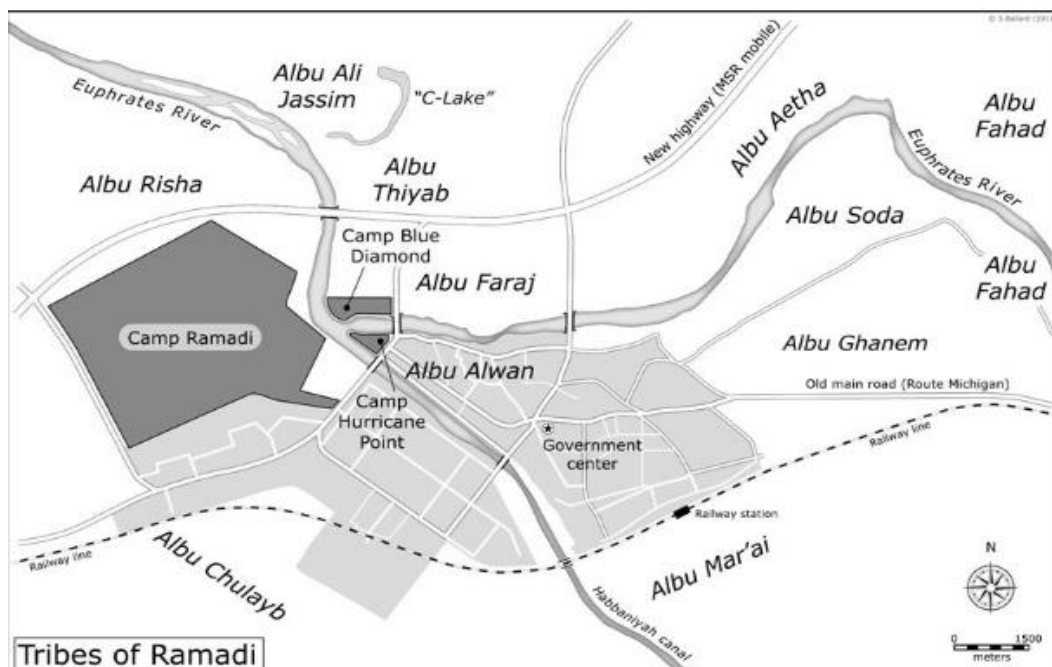 Albu Ali
Jassim
"C-Lake"
Euphrates River
New highway (MSR mobile)
Albu Aetha
Albu
Fahad
Albu
Thiyab
Albu Risha
Euphrates River
Albu Soda
Camp Blue
Diamond
Albu Faraj
Albu
Fahad
Camp Ramadi
Albu Ghanem
Albu Alwan
Old main road (Route Michigan)
Camp
Hurricane
Point
Railway line
Government
center
Railway station
Railway line
Albu Chulayb
Albu Mar'ai
Habbaniyah canal
N
0 1500
meters
Tribes of Ramadi